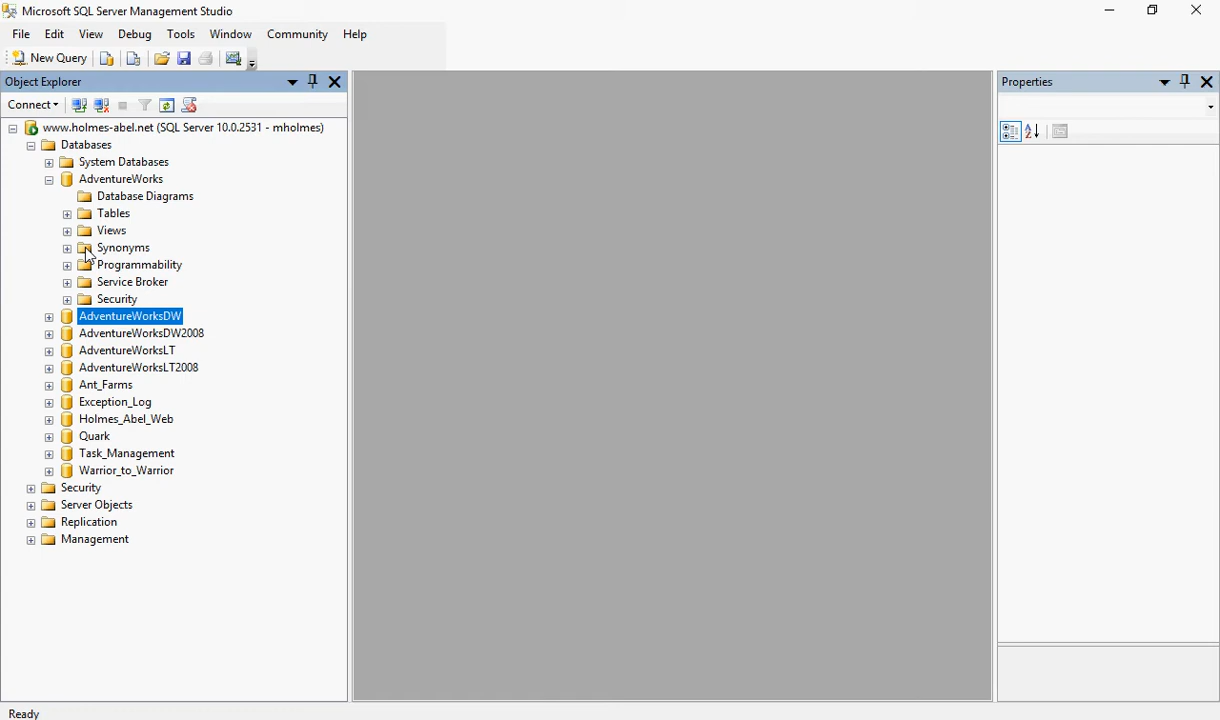 Microsoft SQL Server Management Studio
File Edit View Debug Tools Window Community Help
New Query
Object Explorer
Connect
www.holmes-abel.net (SQL Server 10.0.2531 - mholmes)
Databases
System Databases
AdventureWorks
Database Diagrams
Tables
Views
Synonyms
Programmability
Service Broker
Security
AdventureWorksDW
AdventureWorksDW2008
AdventureWorksLT
AdventureWorksLT2008
Ant_Farms
Exception_Log
Holmes_Abel_Web
Quark
Task_Management
Warrior_to_Warrior
Security
Server Objects
Replication
Management
Properties
Ready